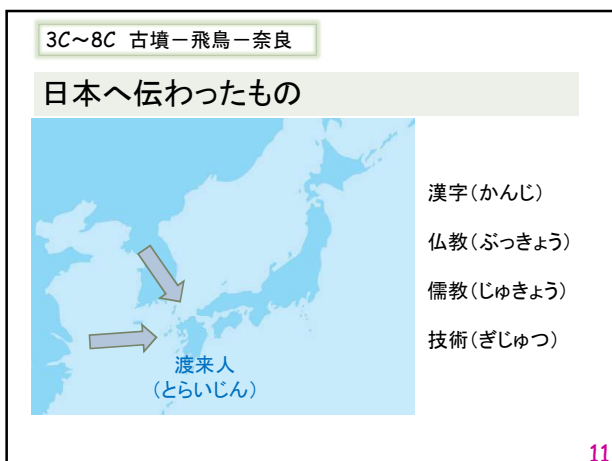 3C～8C 古墳－飛鳥－奈良
日本へ伝わったもの
漢字(かんじ)
仏教(ぶっきょう)
儒教(じゅきょう)
技術(ぎじゅつ)
渡来人
(とらいじん)
11